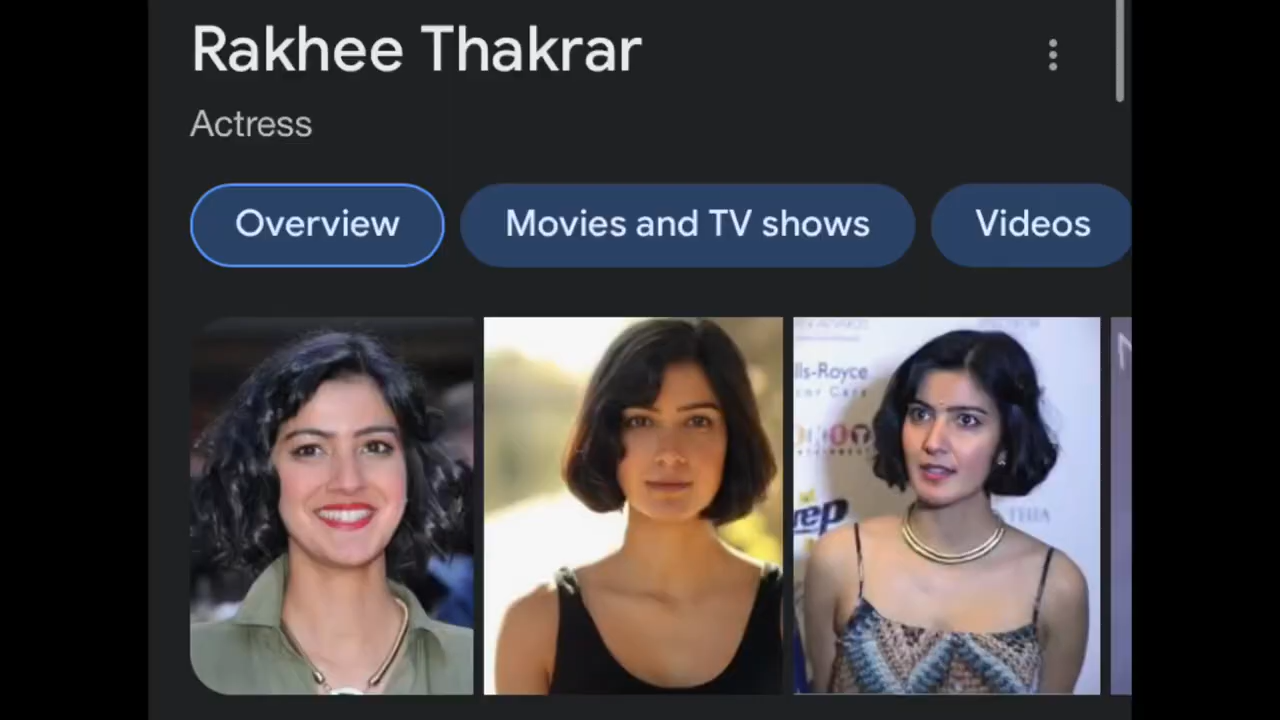 Rakhee Thakrar
Actress
Overview
Movies and TV shows
Videos
lls-Royce